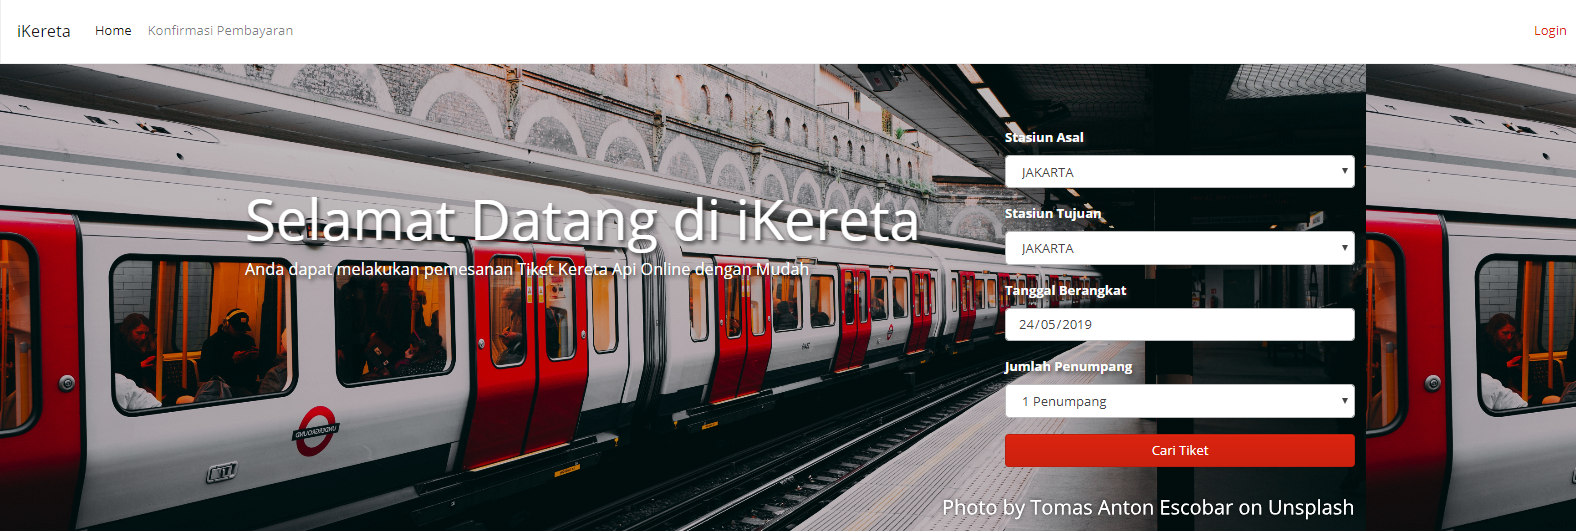 iKereta Home Konfirmasi Pembayaran Login
Selamat Datang di iKereta
Anda dapat melakukan pemesanan Tiket Kereta Api Online dengan Mudah
Stasiun Asal
JAKARTA
Stasiun Tujuan
JAKARTA
Tanggal Berangkat
24/05/2019
Jumlah Penumpang
1 Penumpang
Cari Tiket
Photo by Tomas Anton Escobar on Unsplash
UNDERGROUND